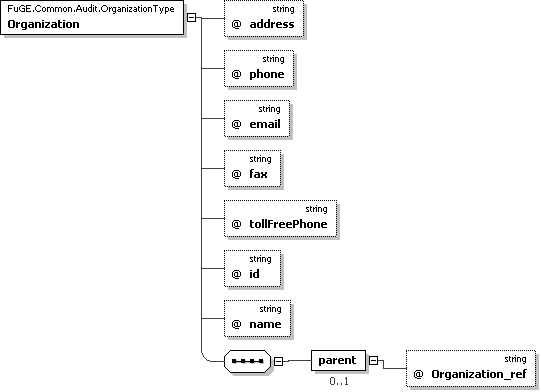 FuGE.Common.Audit.OrganizationType
Organization
string
@ address
string
@ phone
string
@ email
string
@ fax
string
@ tollFreePhone
string
@ id
string
@ name
parent
0..1
string
@ Organization_ref